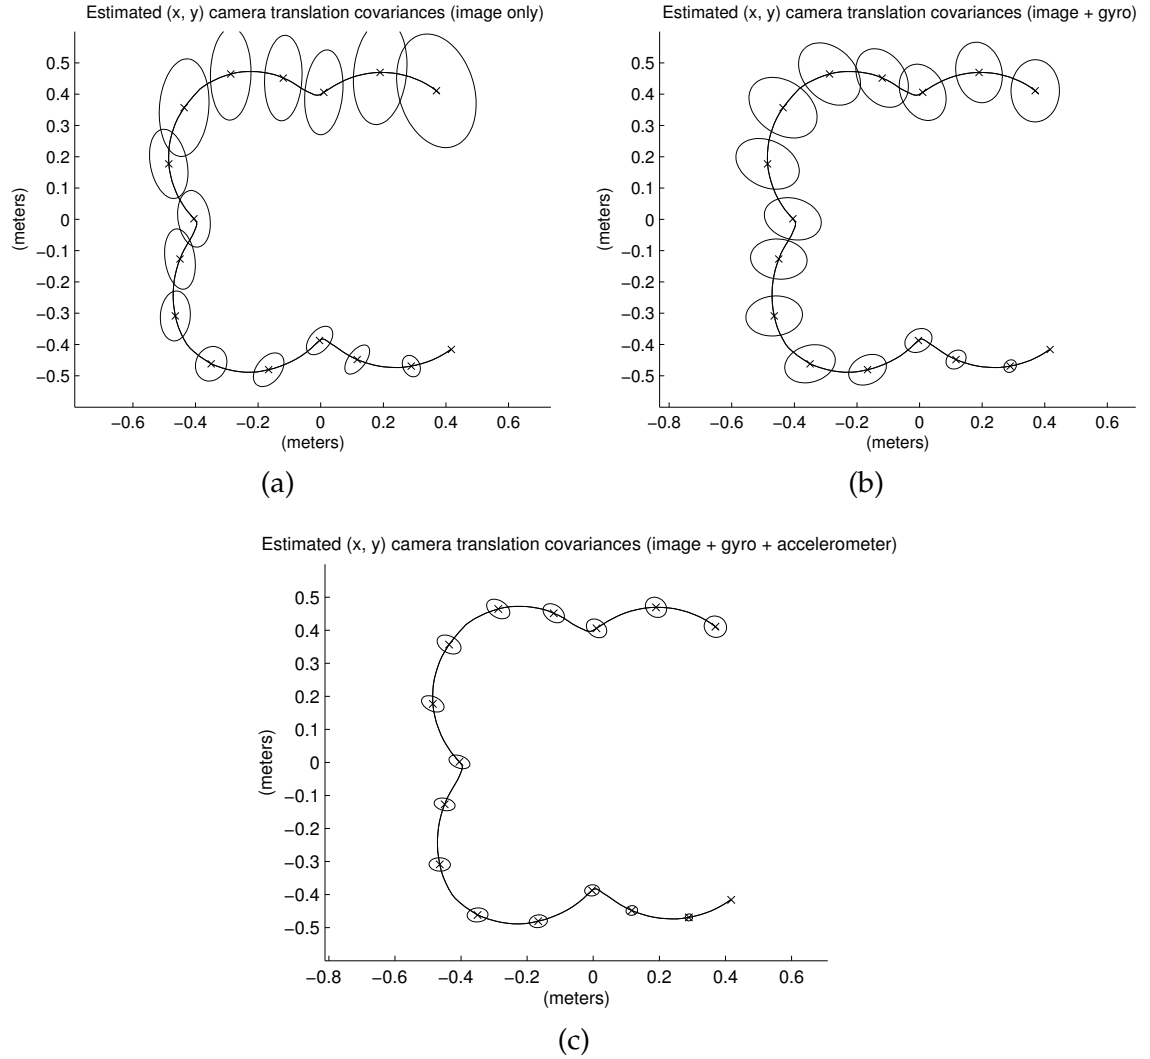 Estimated (x, y) camera translation covariances (image only)
0.5
0.4
0.3
0.2
0.1
0
−0.1
−0.2
−0.3
−0.4
−0.5
(meters)
−0.6 −0.4 −0.2 0 0.2 0.4 0.6
(meters)
(a)
Estimated (x, y) camera translation covariances (image + gyro)
0.5
0.4
0.3
0.2
0.1
0
−0.1
−0.2
−0.3
−0.4
−0.5
(meters)
−0.8 −0.6 −0.4 −0.2 0 0.2 0.4 0.6
(meters)
(b)
Estimated (x, y) camera translation covariances (image + gyro + accelerometer)
0.5
0.4
0.3
0.2
0.1
0
−0.1
−0.2
−0.3
−0.4
−0.5
(meters)
−0.8 −0.6 −0.4 −0.2 0 0.2 0.4 0.6
(meters)
(c)